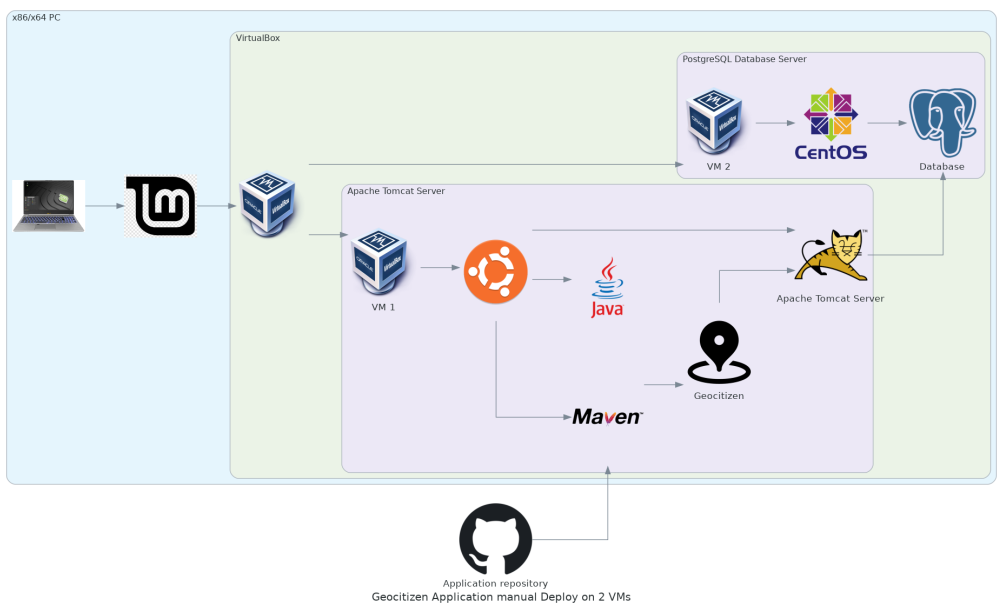 x86/x64 PC
VirtualBox
PostgreSQL Database Server
VM 2
CentOS
Database
Apache Tomcat Server
VM 1
Java
Apache Tomcat Server
Geocitizen
Maven™
Application repository
Geocitizen Application manual Deploy on 2 VMs